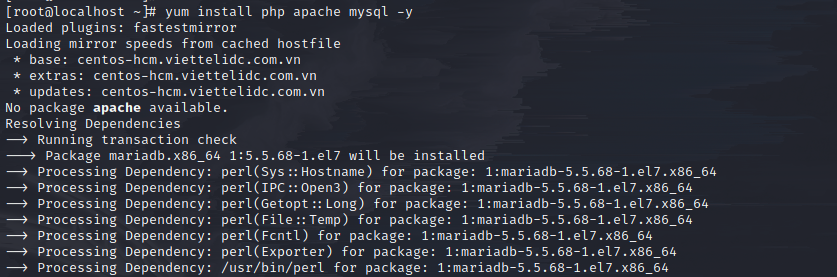 [root@localhost ~]# yum install php apache mysql -y
Loaded plugins: fastestmirror
Loading mirror speeds from cached hostfile
 * base: centos-hcm.viettelidc.com.vn
 * extras: centos-hcm.viettelidc.com.vn
 * updates: centos-hcm.viettelidc.com.vn
No package apache available.
Resolving Dependencies
--> Running transaction check
---> Package mariadb.x86_64 1:5.5.68-1.el7 will be installed
--> Processing Dependency: perl(Sys::Hostname) for package: 1:mariadb-5.5.68-1.el7.x86_64
--> Processing Dependency: perl(IPC::Open3) for package: 1:mariadb-5.5.68-1.el7.x86_64
--> Processing Dependency: perl(Getopt::Long) for package: 1:mariadb-5.5.68-1.el7.x86_64
--> Processing Dependency: perl(File::Temp) for package: 1:mariadb-5.5.68-1.el7.x86_64
--> Processing Dependency: perl(Fcntl) for package: 1:mariadb-5.5.68-1.el7.x86_64
--> Processing Dependency: perl(Exporter) for package: 1:mariadb-5.5.68-1.el7.x86_64
--> Processing Dependency: /usr/bin/perl for package: 1:mariadb-5.5.68-1.el7.x86_64